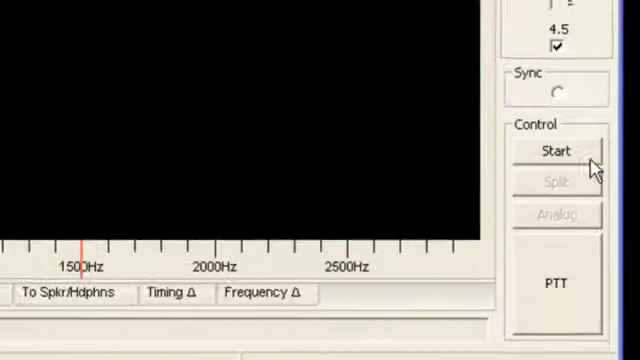 4.5
Sync
Control
Start
Split
Analog
PTT
1500Hz 2000Hz 2500Hz
To Spkr/Hdphns Timing Δ Frequency Δ